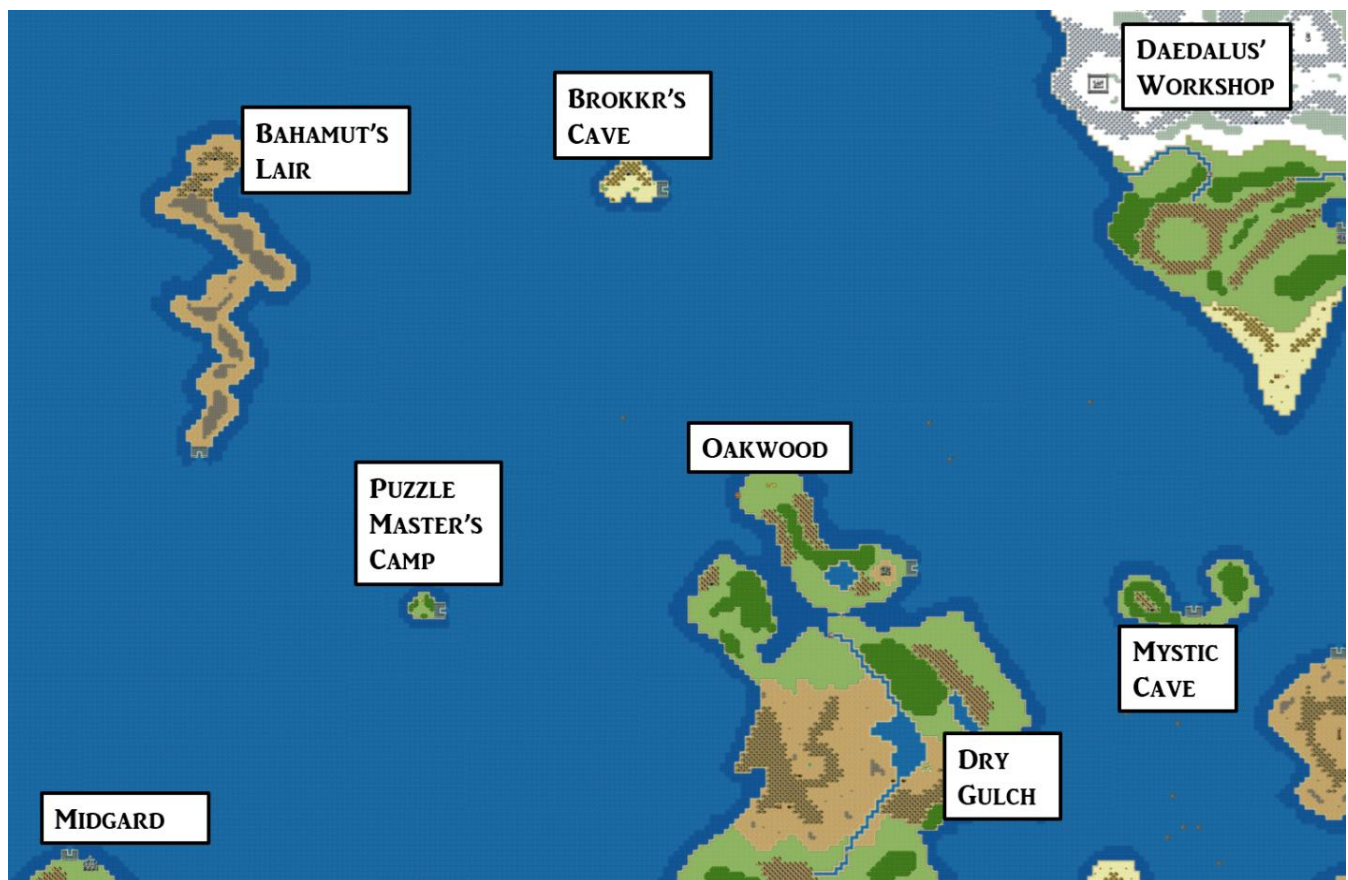 DAEDALUS'
WORKSHOP
BROKKR'S
CAVE
BAHAMUT'S
LAIR
OAKWOOD
PUZZLE
MASTER'S
CAMP
MYSTIC
CAVE
DRY
GULCH
MIDGARD